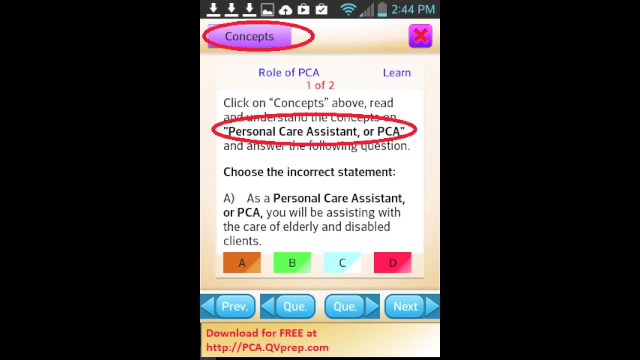 2:44 PM
Concepts
Role of PCA Learn
1 of 2
Click on "Concepts" above, read
and understand the concepts on
"Personal Care Assistant, or PCA"
and answer the following question.
Choose the incorrect statement:
A) As a Personal Care Assistant,
or PCA, you will be assisting with
the care of elderly and disabled
clients.
A B C D
Prev. Que. Que. Next
Download for FREE at
http://PCA.QVprep.com